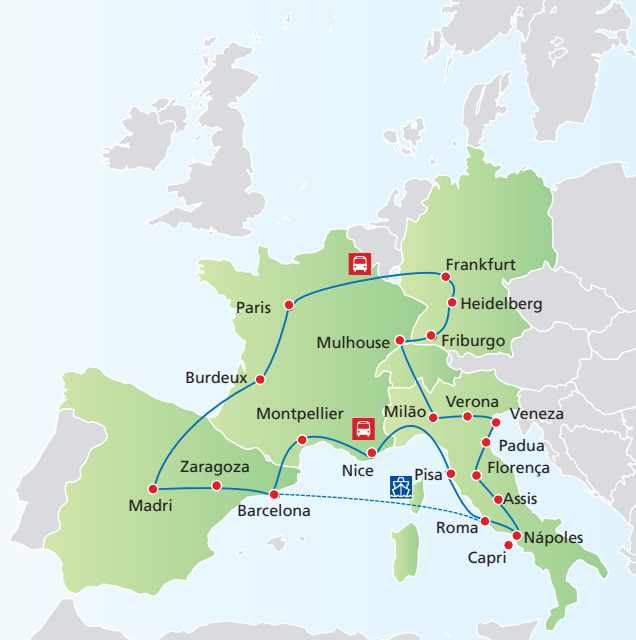 Frankfurt
Heidelberg
Paris
Mulhouse
Friburgo
Burdeux
Verona
Montpellier
Milão
Veneza
Padua
Zaragoza
Nice
Pisa
Florença
Madri
Barcelona
Assis
Roma
Nápoles
Capri